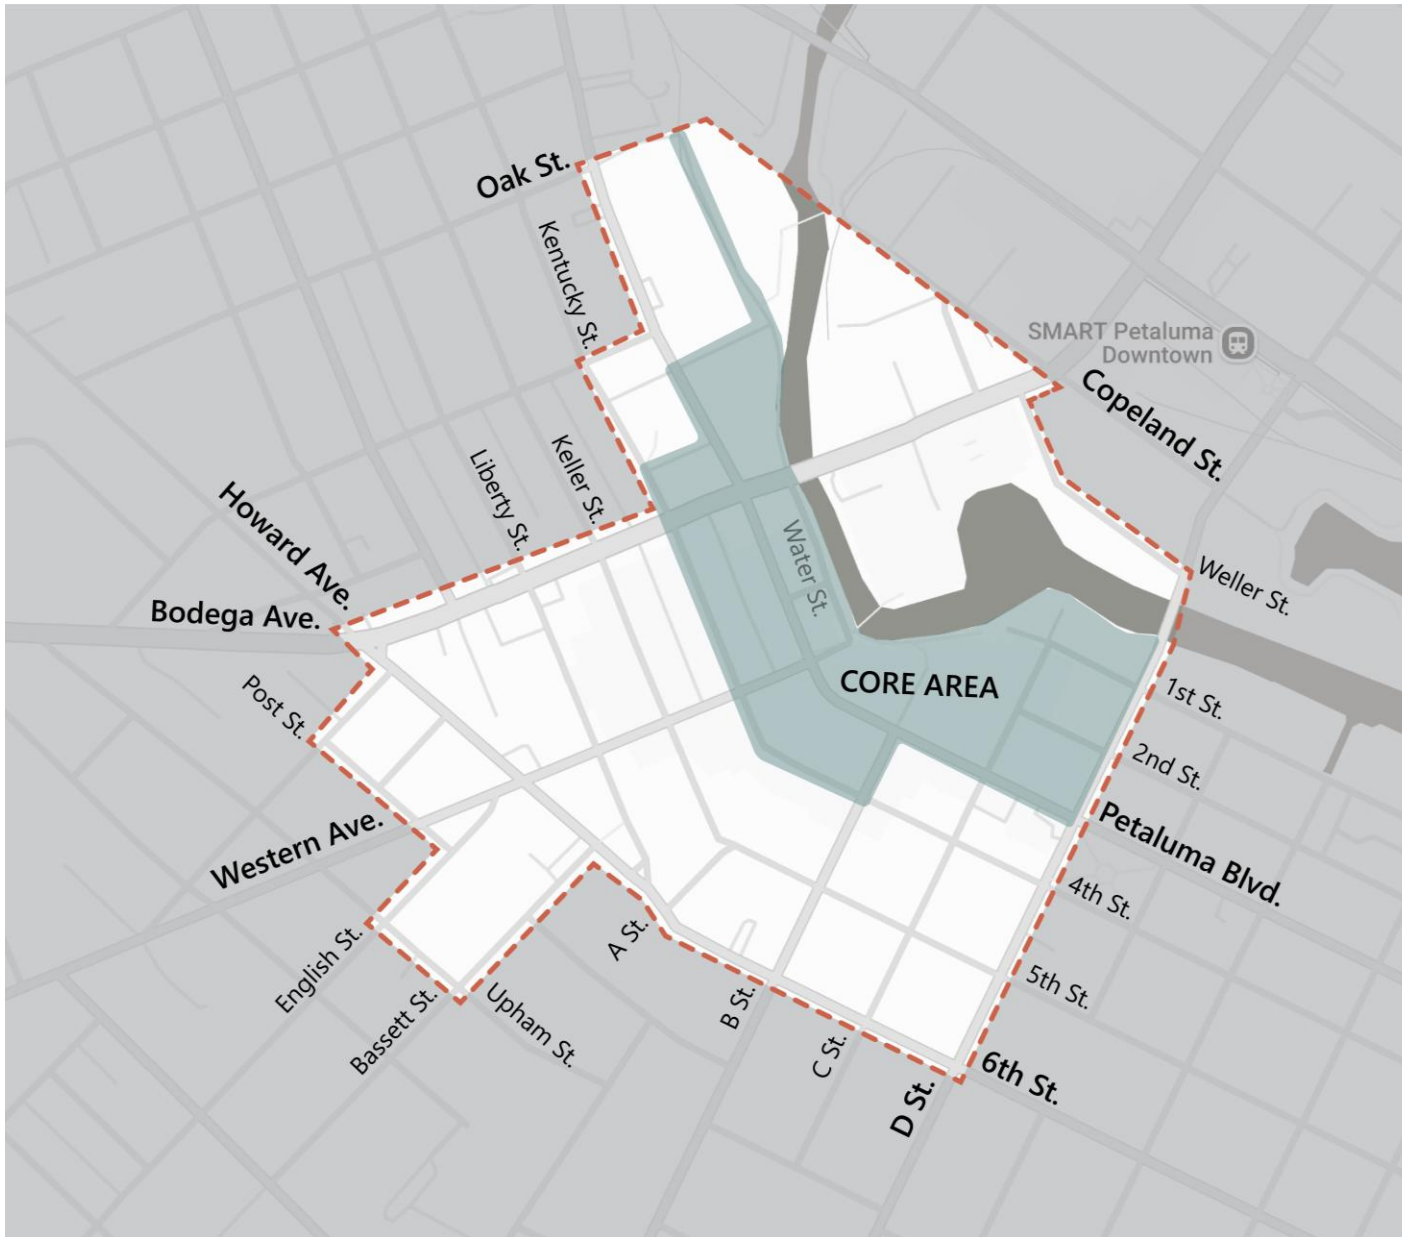 Oak St.
Kentucky St.
SMART Petaluma
Downtown
Copeland St.
Keller St.
Liberty St.
Howard Ave.
Bodega Ave.
Water St.
Weller St.
CORE AREA
Post St.
1st St.
2nd St.
Petaluma Blvd.
Western Ave.
4th St.
A St.
English St.
5th St.
B St.
Bassett St.
Upham St.
C St.
6th St.
D St.